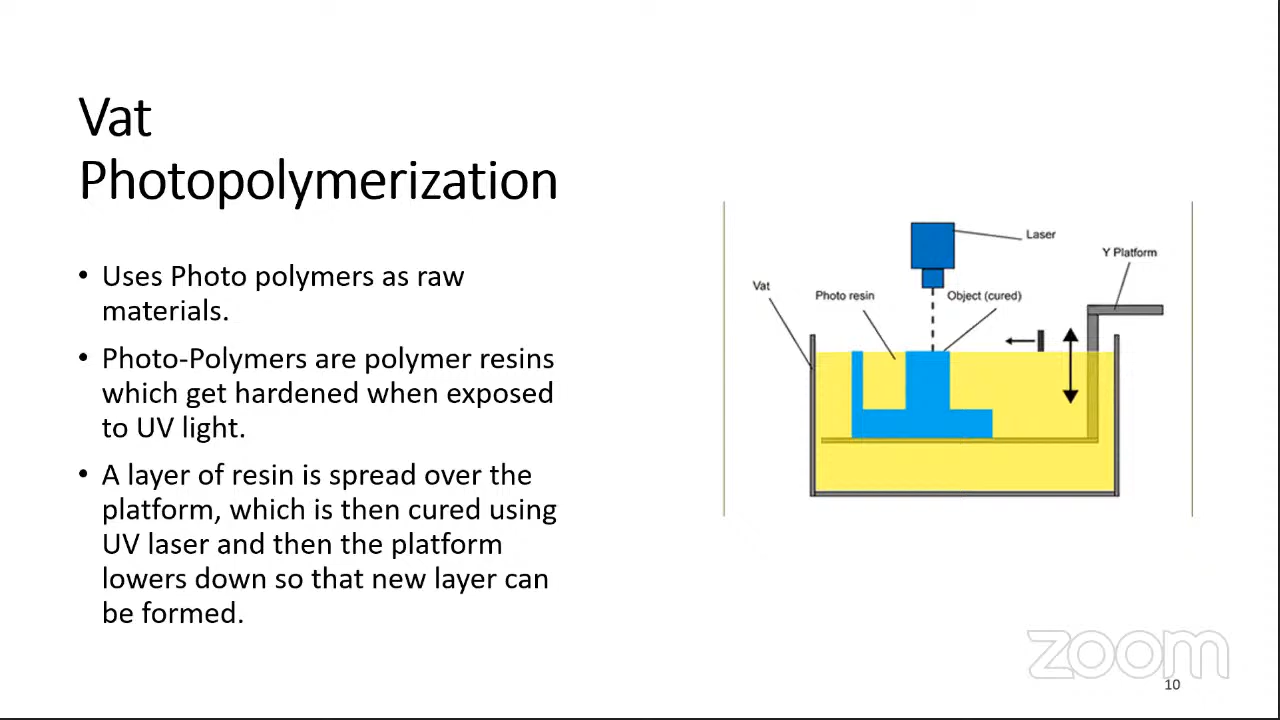 Vat
Photopolymerization
• Uses Photo polymers as raw
materials.
• Photo-Polymers are polymer resins
which get hardened when exposed
to UV light.
• A layer of resin is spread over the
platform, which is then cured using
UV laser and then the platform
lowers down so that new layer can
be formed.
Laser
Y Platform
Vat
Photo resin
Object (cured)
zoom
10